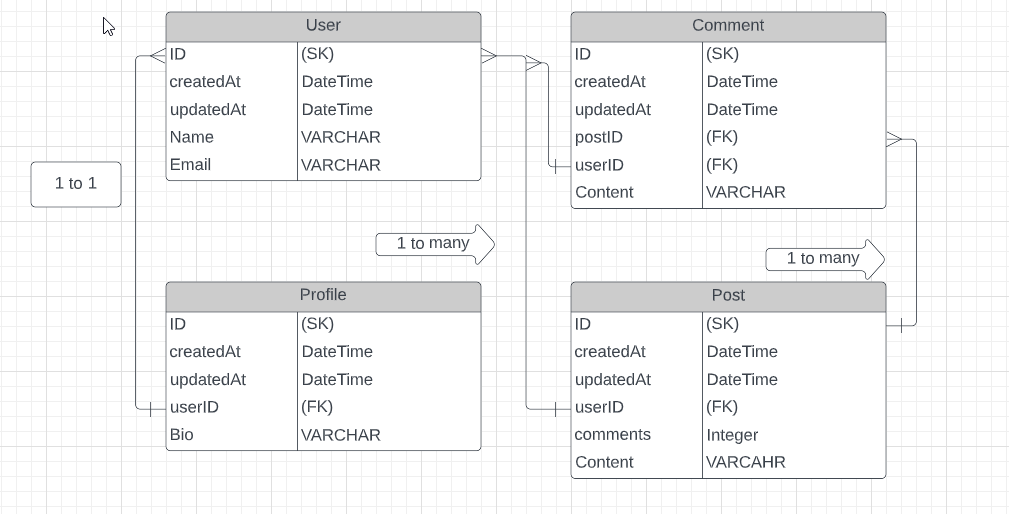 User
ID (SK)
createdAt DateTime
updatedAt DateTime
Name VARCHAR
Email VARCHAR
Comment
ID (SK)
createdAt DateTime
updatedAt DateTime
postID (FK)
userID (FK)
Content VARCHAR
1 to 1
1 to many
1 to many
Profile
ID (SK)
createdAt DateTime
updatedAt DateTime
userID (FK)
Bio VARCHAR
Post
ID (SK)
createdAt DateTime
updatedAt DateTime
userID (FK)
comments Integer
Content VARCAHR